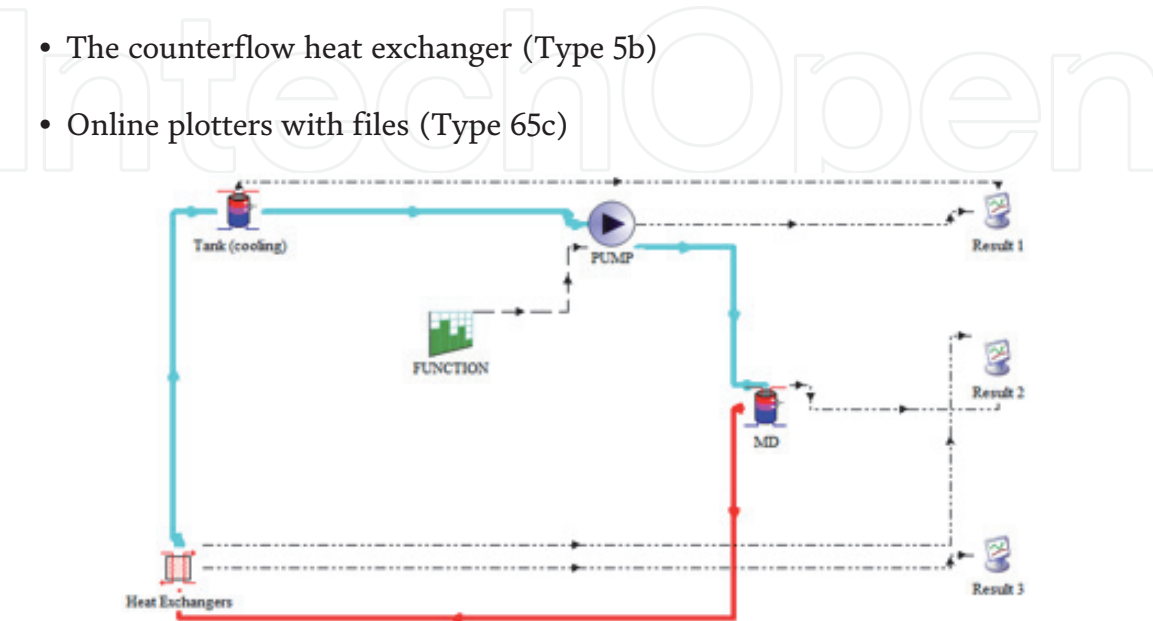 IntechOpen
• The counterflow heat exchanger (Type 5b)
• Online plotters with files (Type 65c)
Tank (cooling)
PUMP
Result 1
FUNCTION
Result 2
MD
Heat Exchangers
Result 3